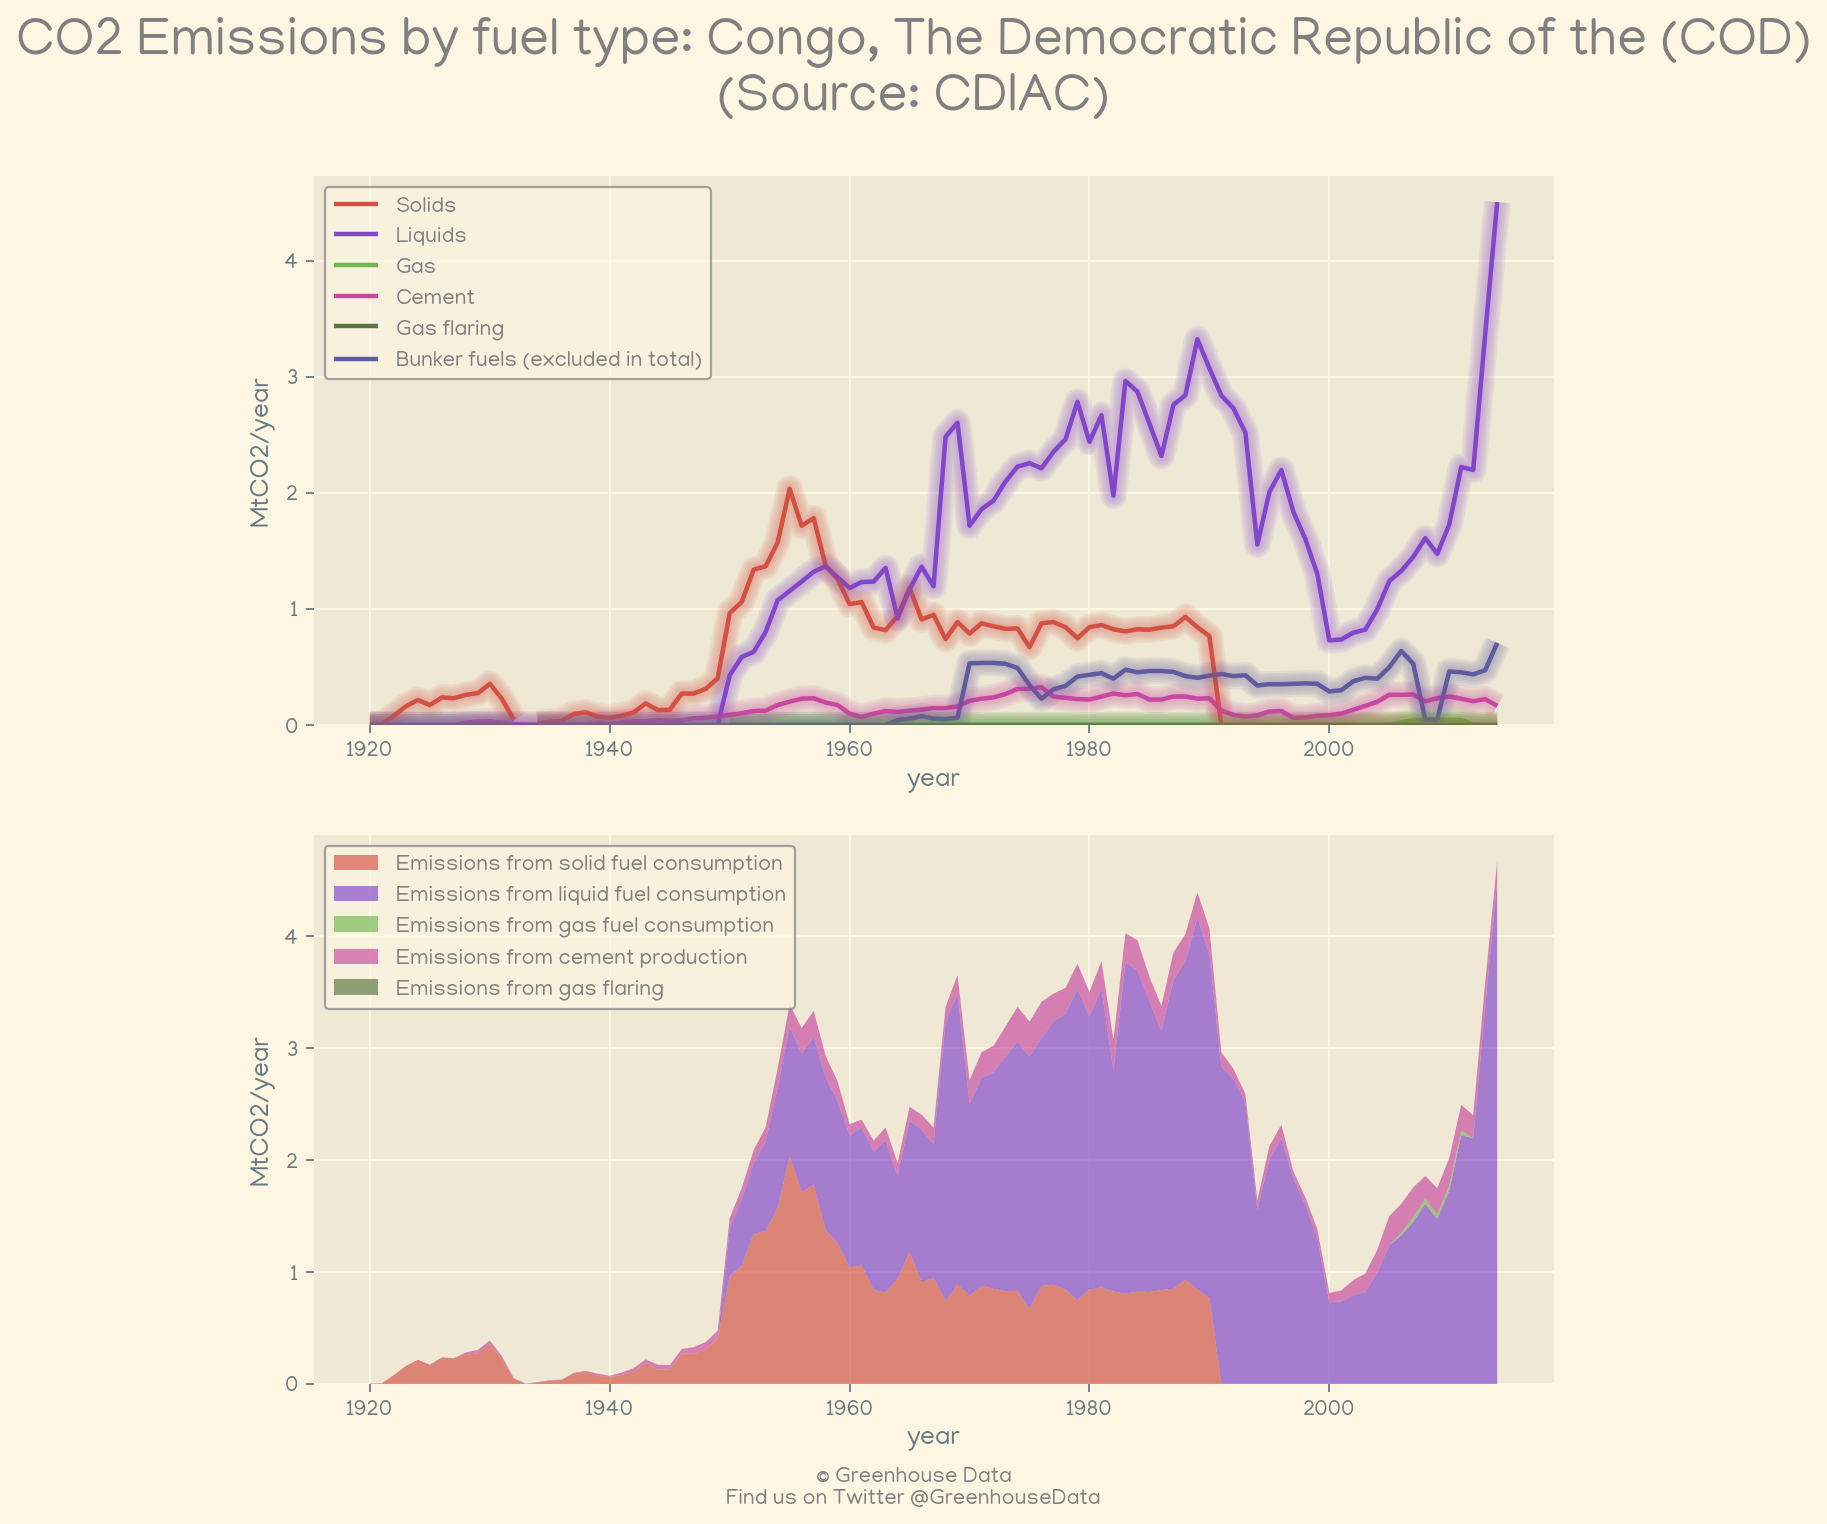 CO2 Emissions by fuel type: Congo, The Democratic Republic of the (COD)
(Source: CDIAC)
Solids
Liquids
Gas
Cement
Gas flaring
Bunker fuels (excluded in total)
MtCO2/year
4
3
2
1
0
1920 1940 1960 1980 2000
year
Emissions from solid fuel consumption
Emissions from liquid fuel consumption
Emissions from gas fuel consumption
Emissions from cement production
Emissions from gas flaring
MtCO2/year
4
3
2
1
0
1920 1940 1960 1980 2000
year
© Greenhouse Data
Find us on Twitter @GreenhouseData